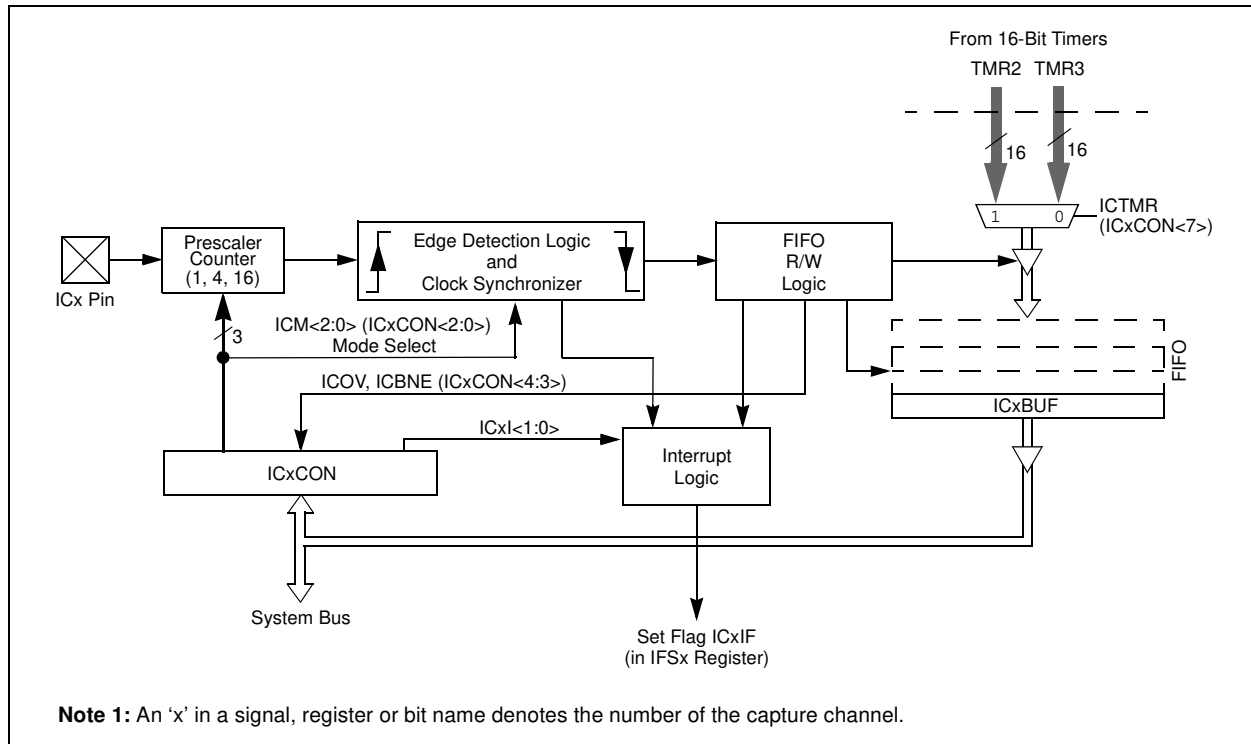 From 16-Bit Timers
TMR2 TMR3
16
16
1 0
ICTMR
(ICxCON<7>)
ICx Pin
Prescaler
Counter
(1, 4, 16)
Edge Detection Logic
and
Clock Synchronizer
FIFO
R/W
Logic
3
ICM<2:0> (ICxCON<2:0>)
Mode Select
FIFO
ICOV, ICBNE (ICxCON<4:3>)
ICxBUF
ICxI<1:0>
Interrupt
Logic
ICxCON
System Bus
Set Flag ICxIF
(in IFSx Register)
Note 1: An ‘x’ in a signal, register or bit name denotes the number of the capture channel.